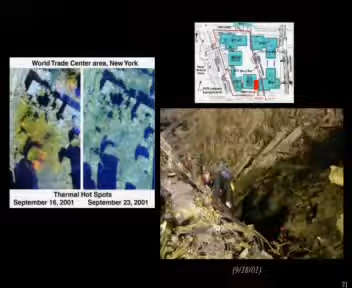 World Trade Center area, New York
Thermal Hot Spots
September 16, 2001 September 23, 2001
(9/18/01)
71